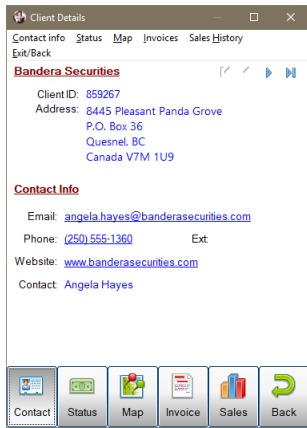 Client Details
Contact info Status Map Invoices Sales History
Exit/Back
Bandera Securities
Client ID: 859267
Address: 8445 Pleasant Panda Grove
P.O. Box 36
Quesnel, BC
Canada V7M 1U9
Contact Info
Email: angela.hayes@banderasecurities.com
Phone: (250) 555-1360 Ext:
Website: www.banderasecurities.com
Contact: Angela Hayes
Contact Status Map Invoice Sales Back